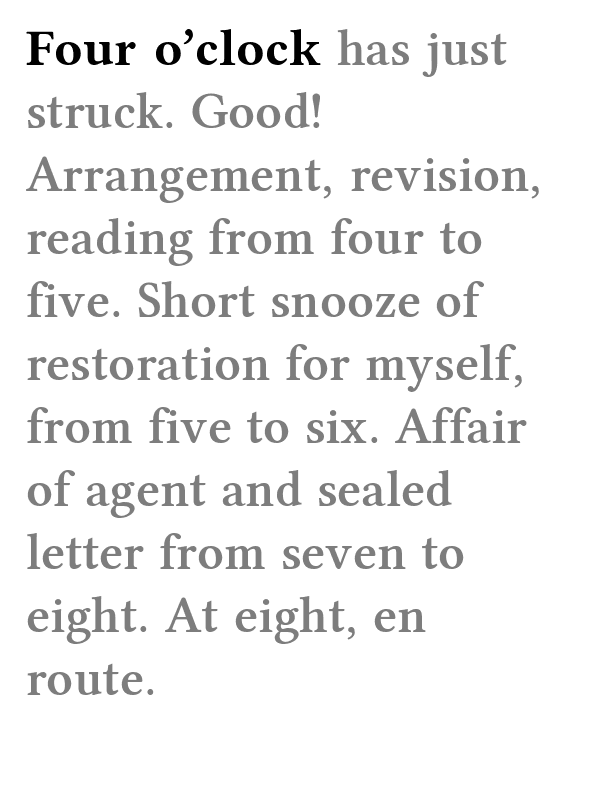 Four o’clock has just
struck. Good!
Arrangement, revision,
reading from four to
five. Short snooze of
restoration for myself,
from five to six. Affair
of agent and sealed
letter from seven to
eight. At eight, en
route.